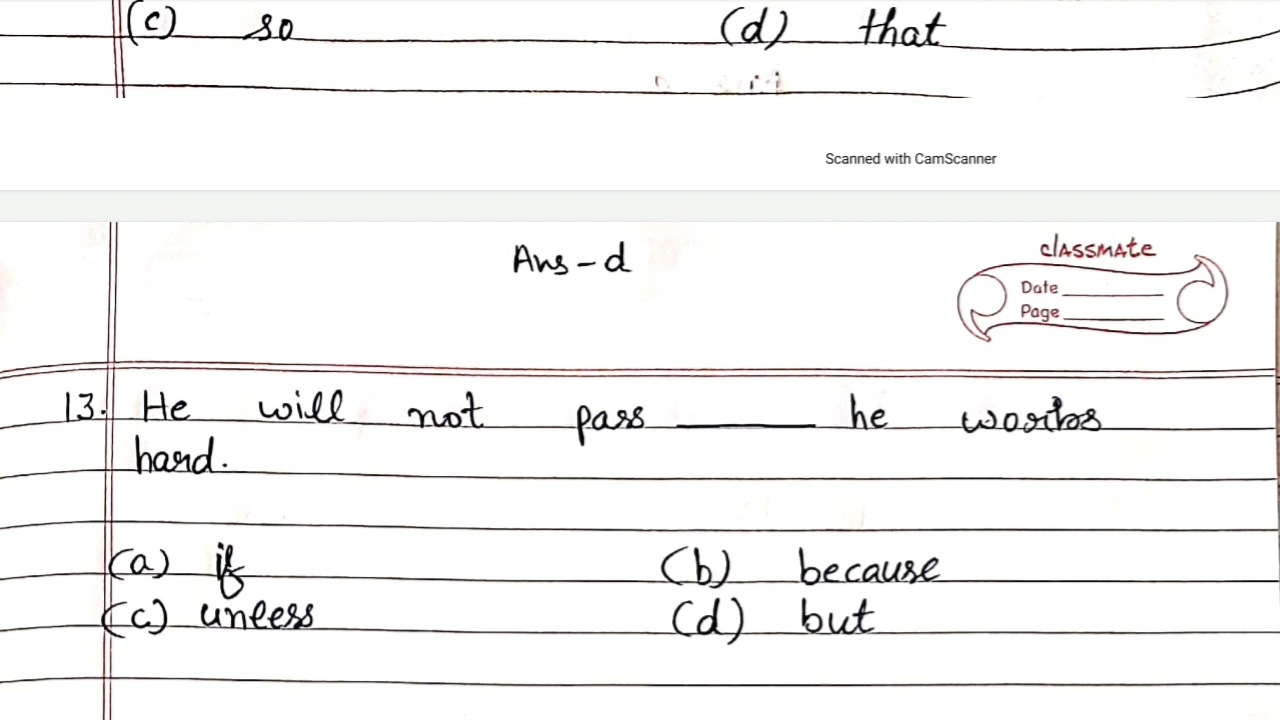 (c) so (d) that
Scanned with CamScanner
Ans - d
classmate
Date
Page
13. He will not pass ______ he works
hard.
(a) if (b) because
(c) unless (d) but